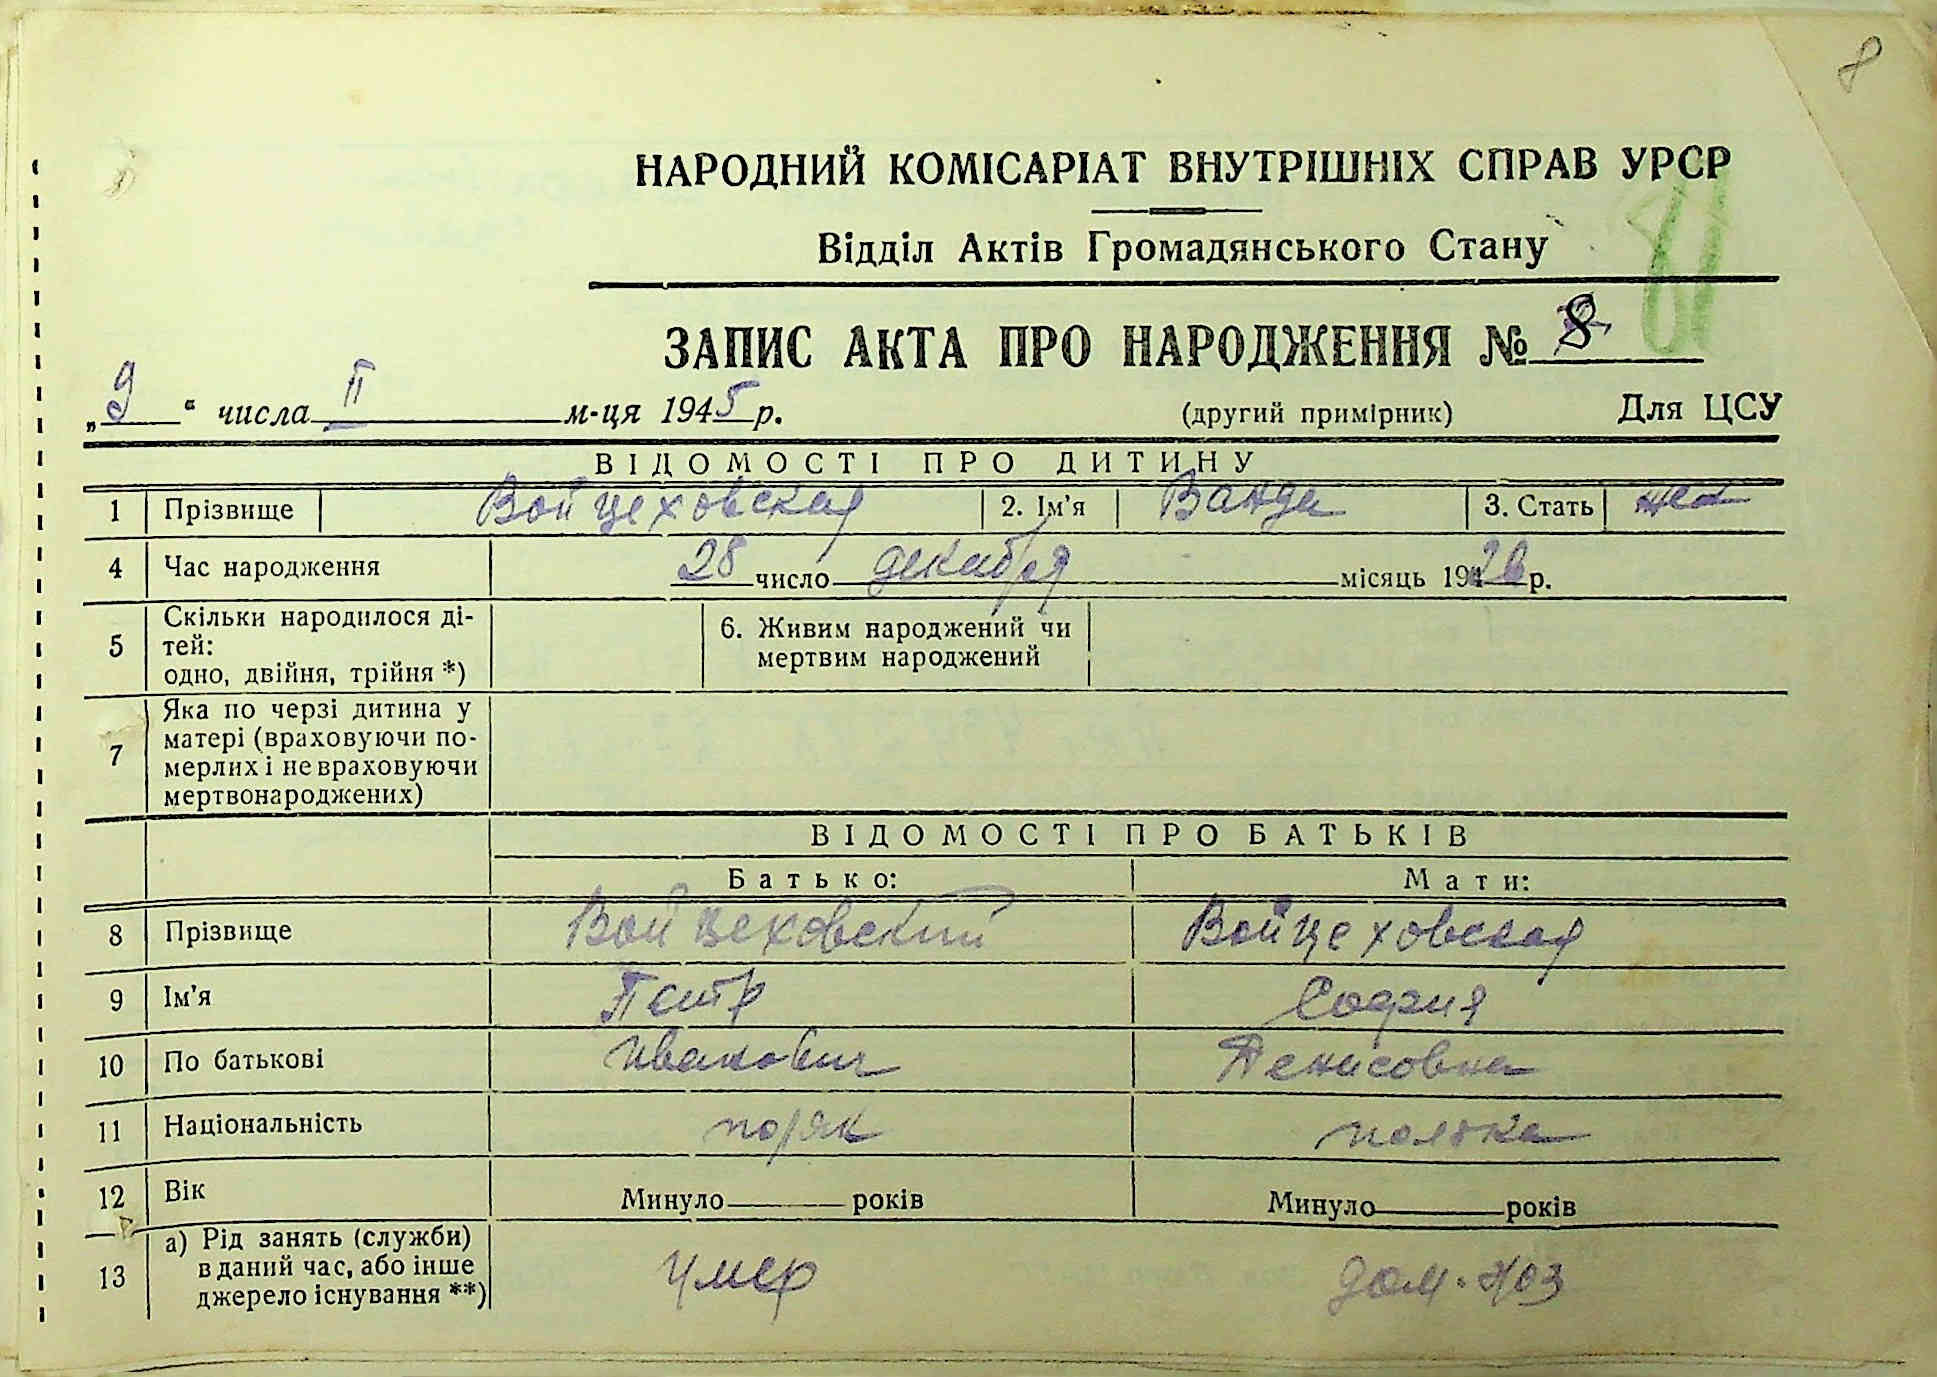 8
НАРОДНИЙ КОМІСАРІАТ ВНУТРІШНІХ СПРАВ УРСР
Відділ Актів Громадянського Стану
ЗАПИС АКТА ПРО НАРОДЖЕННЯ № 8
„9“ числа II м-ця 1945 р. (другий примірник) Для ЦСУ
ВІДОМОСТІ ПРО ДИТИНУ
1 Прізвище Войцеховская 2. Ім’я Ванда 3. Стать жен
4 Час народження 28 число декабря місяць 1926 р.
5 Скільки народилося ді-
тей:
одно, двійня, трійня *)
6. Живим народжений чи
мертвим народжений
7 Яка по черзі дитина у
матері (враховуючи по-
мерлих і не враховуючи
мертвонароджених)
ВІДОМОСТІ ПРО БАТЬКІВ
Батько: Мати:
8 Прізвище Войцеховский Войцеховская
9 Ім’я Петр София
10 По батькові Иванович Денисовна
11 Національність поляк полька
12 Вік Минуло років Минуло років
13 а) Рід занять (служби)
в даний час, або інше
джерело існування **)
умер дом. хоз